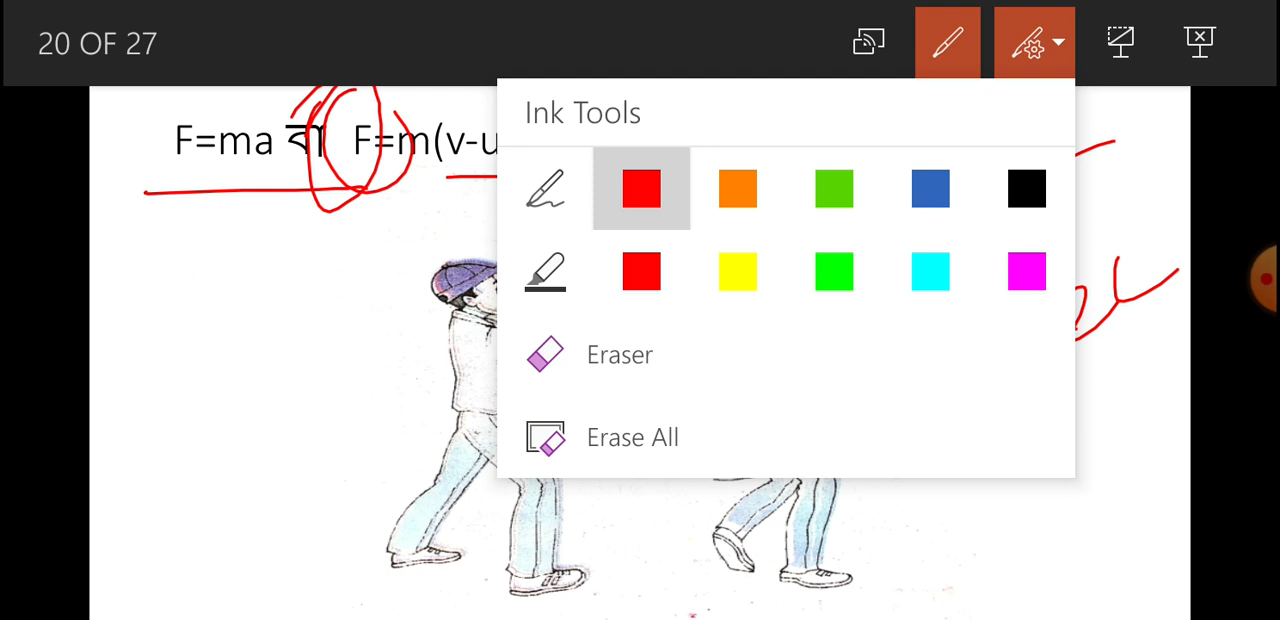 20 OF 27
Ink Tools
F=ma বা F=m(v-u
Eraser
Erase All